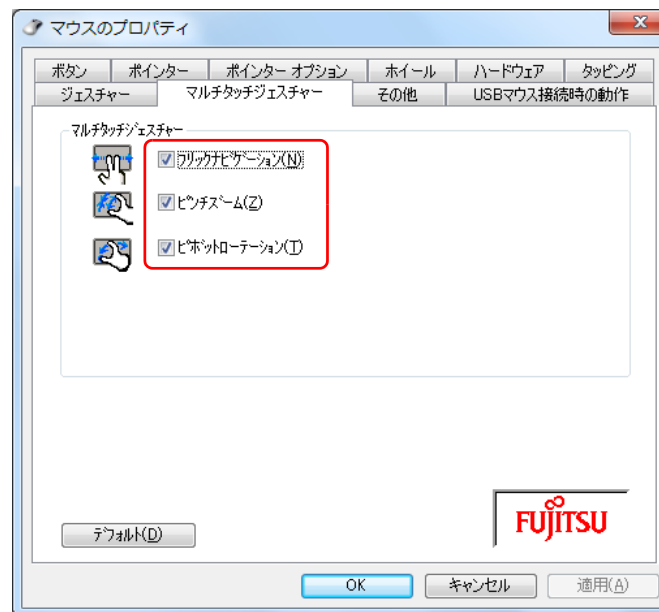 マウスのプロパティ
ボタン ポインター ポインター オプション ホイール ハードウェア タッピング
ジェスチャー マルチタッチジェスチャー その他 USBマウス接続時の動作
マルチタッチジェスチャー
フリックナビゲーション(N)
ピンチズーム(Z)
ピボットローテーション(T)
デフォルト(D)
FUJITSU
OK キャンセル 適用(A)